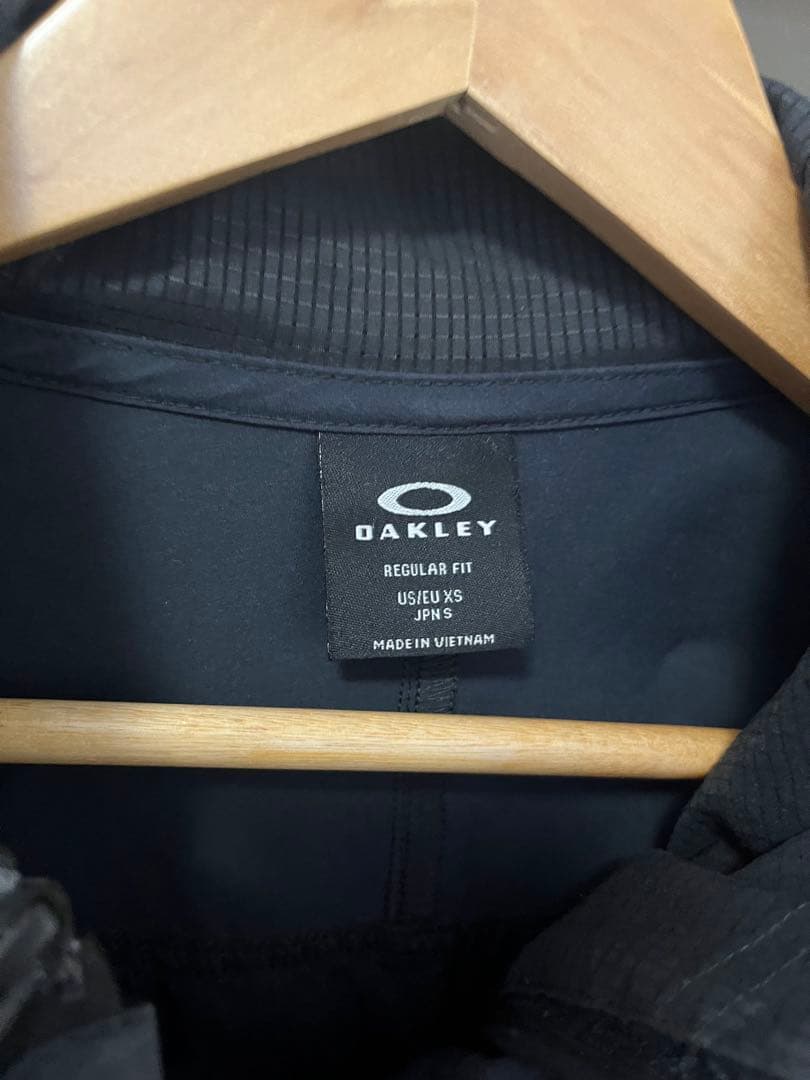 OAKLEY
REGULAR FIT
US/EU XS
JPN S
MADE IN VIETNAM